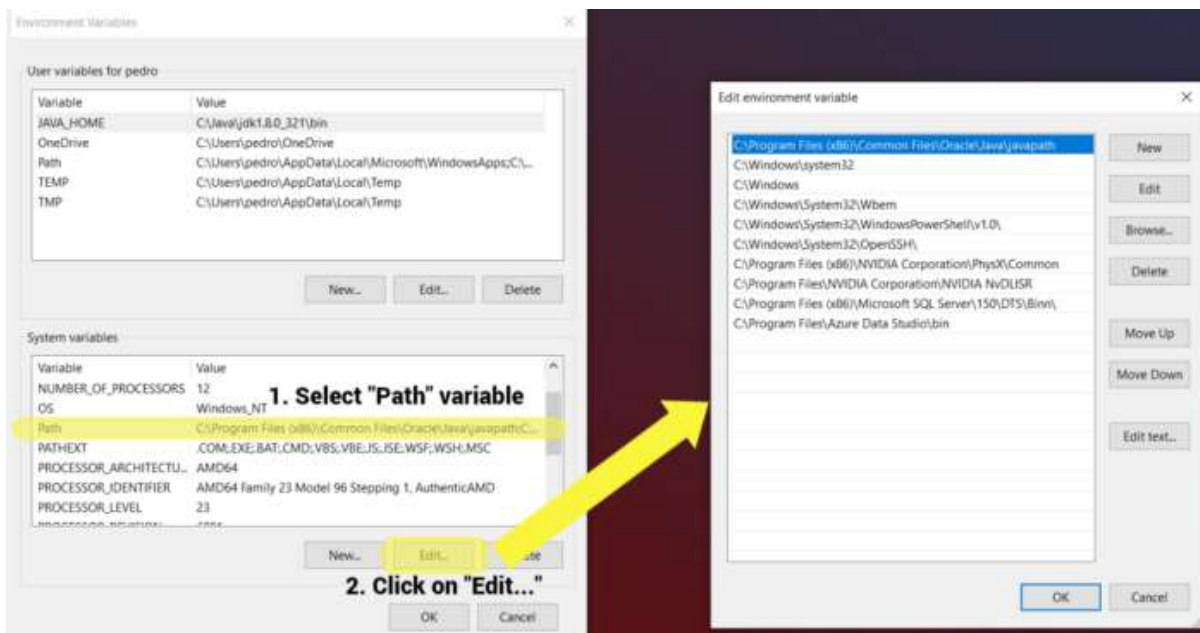 Environment Variables
User variables for pedro
Variable Value
JAVA_HOME C:\Java\jdk1.8.0_321\bin
OneDrive C:\Users\pedro\OneDrive
Path C:\Users\pedro\AppData\Local\Microsoft\WindowsApps;C:\...
TEMP C:\Users\pedro\AppData\Local\Temp
TMP C:\Users\pedro\AppData\Local\Temp
New... Edit... Delete
System variables
Variable Value
NUMBER_OF_PROCESSORS 12
1. Select "Path" variable
OS Windows_NT
Path C:\Program Files (x86)\Common Files\Oracle\Java\javapath;C...
PATHEXT .COM;.EXE;.BAT;.CMD;.VBS;.VBE;.JS;.JSE;.WSF;.WSH;.MSC
PROCESSOR_ARCHITECTU... AMD64
PROCESSOR_IDENTIFIER AMD64 Family 23 Model 96 Stepping 1, AuthenticAMD
PROCESSOR_LEVEL 23
New... Edit...
2. Click on "Edit..."
OK Cancel
Edit environment variable
C:\Program Files (x86)\Common Files\Oracle\Java\javapath
C:\Windows\system32
C:\Windows
C:\Windows\System32\Wbem
C:\Windows\System32\WindowsPowerShell\v1.0\
C:\Windows\System32\OpenSSH\
C:\Program Files (x86)\NVIDIA Corporation\PhysX\Common
C:\Program Files\NVIDIA Corporation\NVIDIA NvDLISR
C:\Program Files (x86)\Microsoft SQL Server\150\DTS\Binn\
C:\Program Files\Azure Data Studio\bin
New
Edit
Browse...
Delete
Move Up
Move Down
Edit text...
OK Cancel